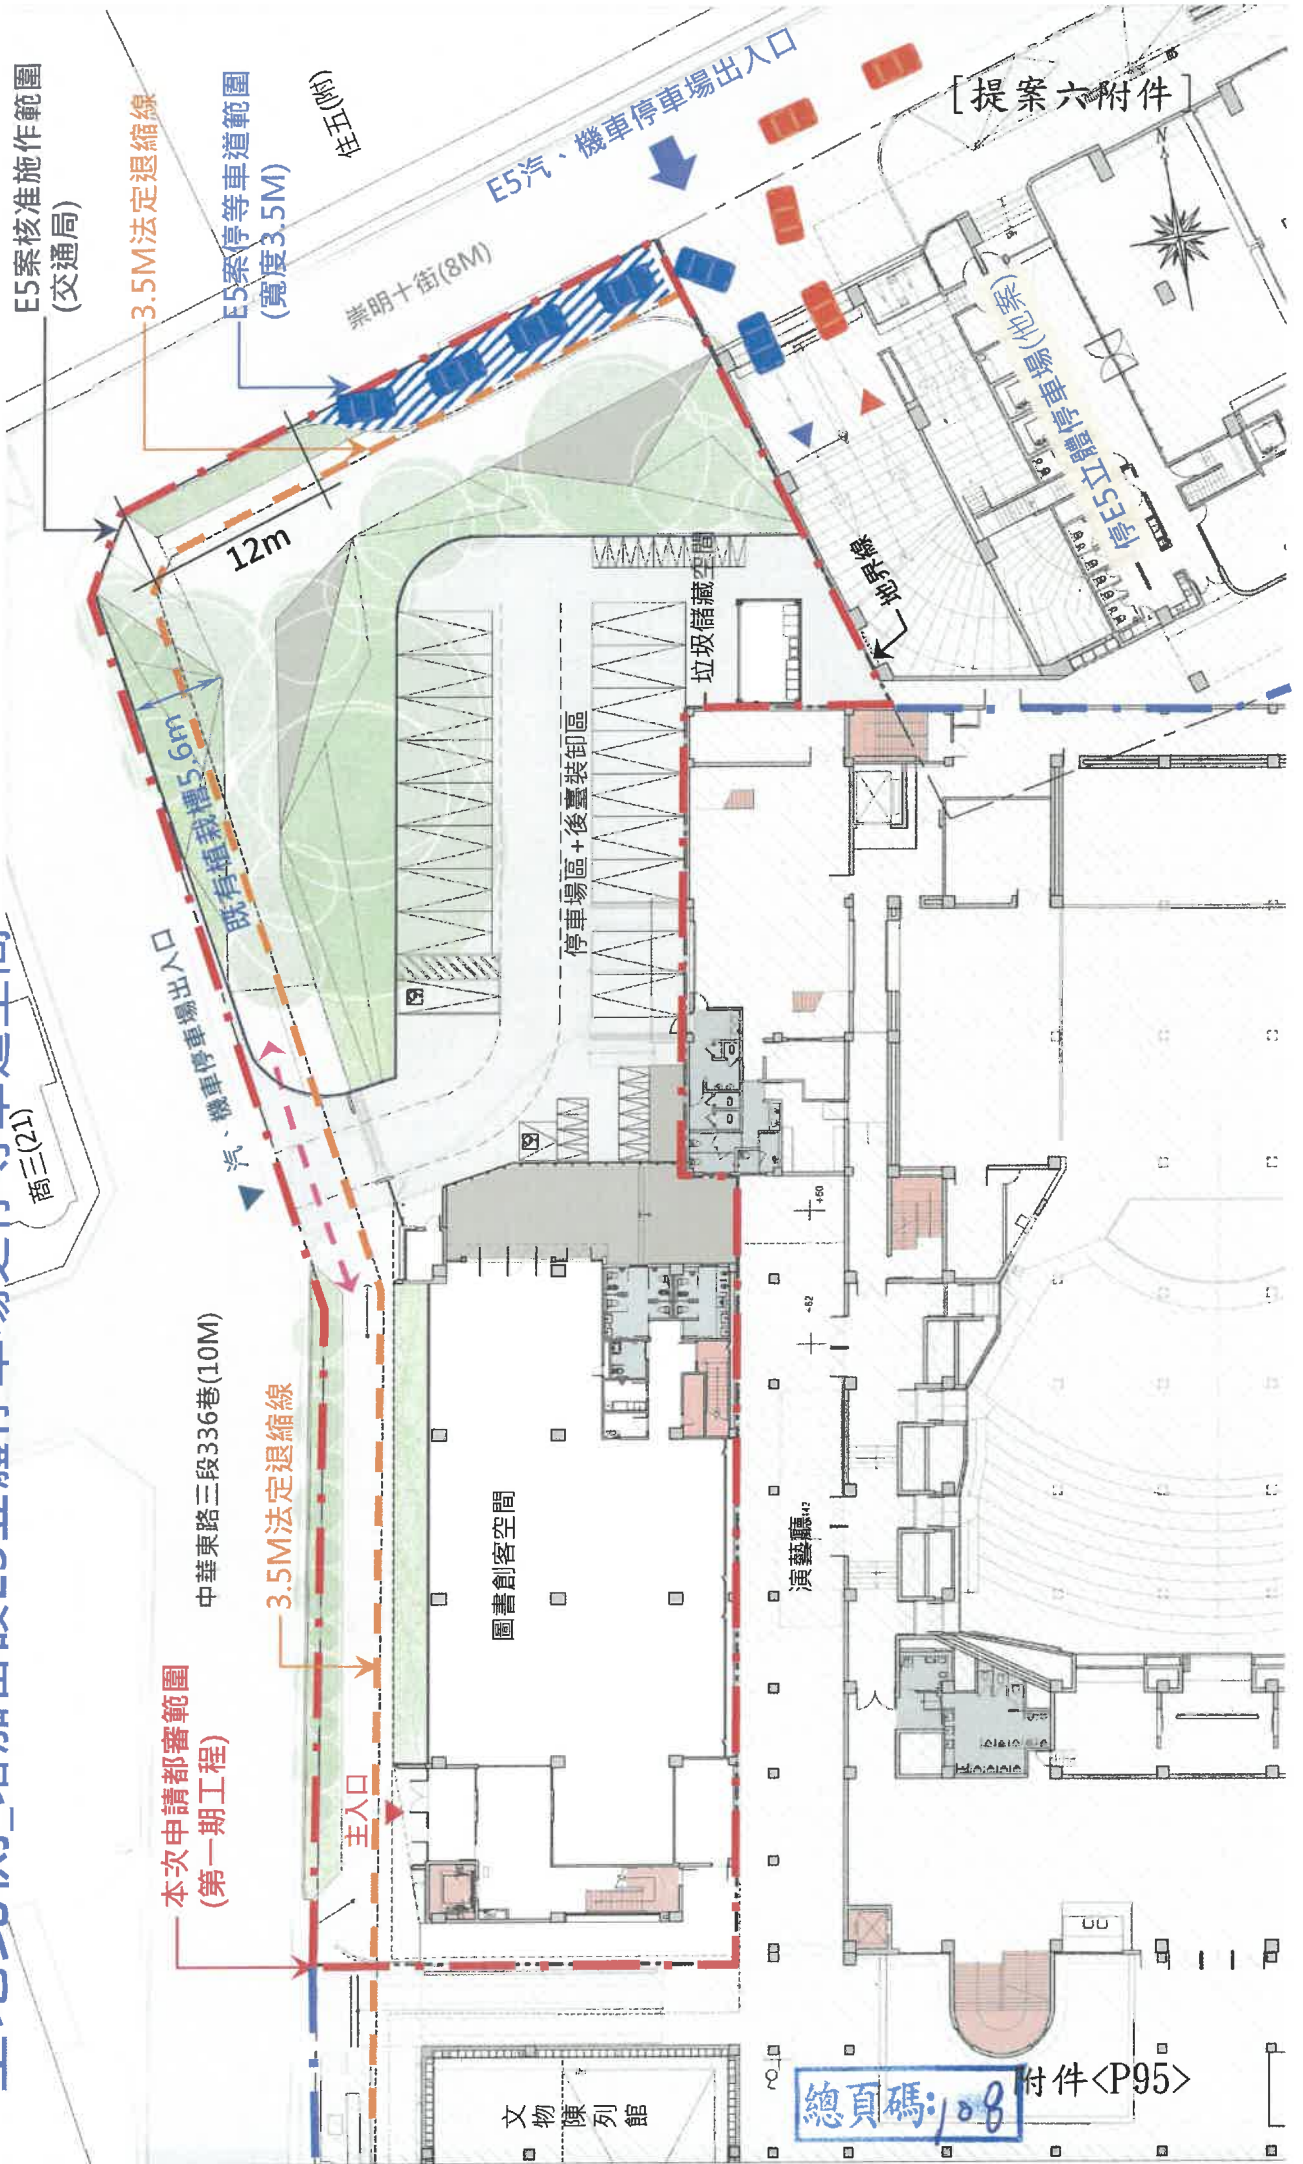 [提案六附件]
E5案核准施作範圍
(交通局)
3.5M法定退縮線
E5案停等車道範圍
(寬度3.5M)
住五(附)
崇明十街(8M)
E5汽、機車停車場出入口
12m
既有植栽槽5.6m
汽、機車停車場出入口
商三(21)
停車場區+後臺裝卸區
垃圾儲藏空間
地界線
停E5立體停車場(他案)
N
中華東路三段336巷(10M)
3.5M法定退縮線
本次申請都審範圍
(第一期工程)
主入口
圖書創客空間
演藝廳
+60
+62
文物陳列館
總頁碼:108
附件<P95>